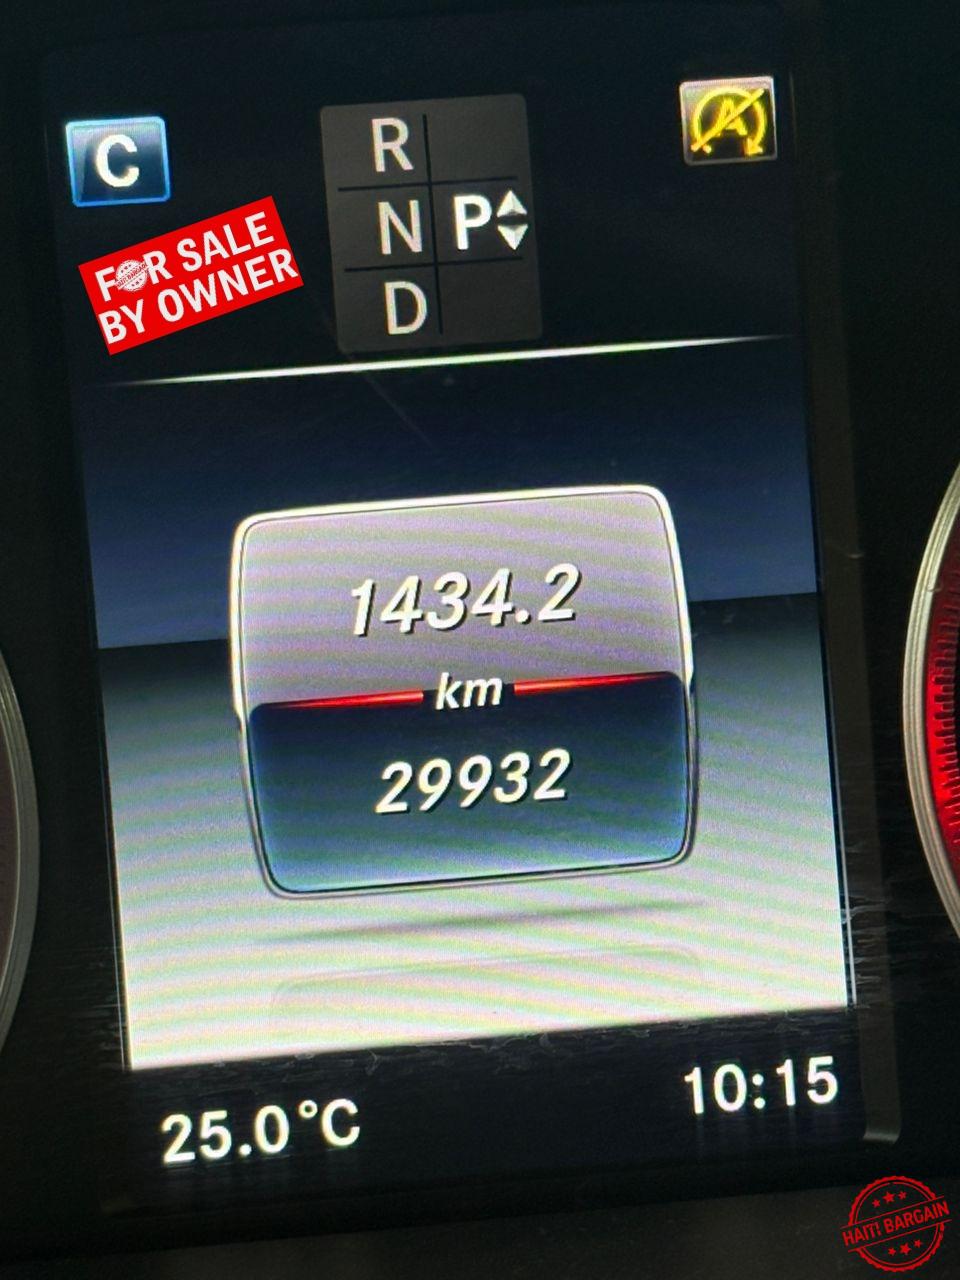 C
R
N P
D
A
FOR SALE
BY OWNER
1434.2
km
29932
25.0°C
10:15
HAITI BARGAIN